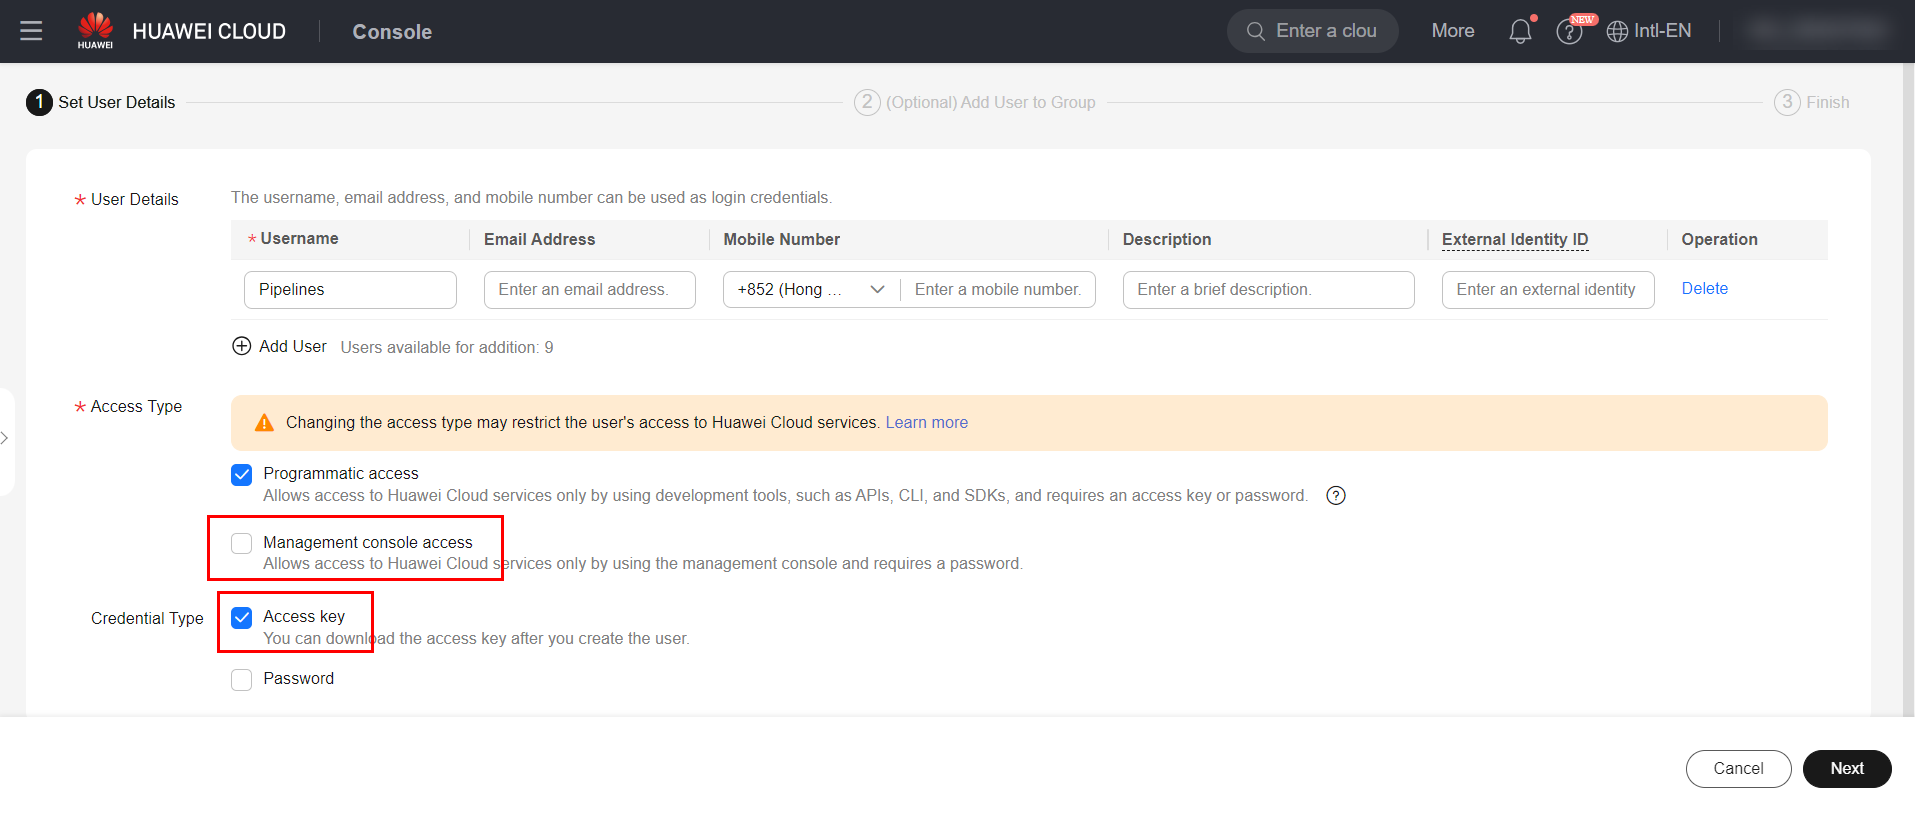 HUAWEI
HUAWEI CLOUD
Console
Enter a clou
More
NEW
Intl-EN
1 Set User Details
2 (Optional) Add User to Group
3 Finish
* User Details
The username, email address, and mobile number can be used as login credentials.
* Username
Email Address
Mobile Number
Description
External Identity ID
Operation
Pipelines
Enter an email address.
+852 (Hong ...
Enter a mobile number.
Enter a brief description.
Enter an external identity
Delete
Add User
Users available for addition: 9
* Access Type
Changing the access type may restrict the user's access to Huawei Cloud services. Learn more
Programmatic access
Allows access to Huawei Cloud services only by using development tools, such as APIs, CLI, and SDKs, and requires an access key or password.
Management console access
Allows access to Huawei Cloud services only by using the management console and requires a password.
Credential Type
Access key
You can download the access key after you create the user.
Password
Cancel
Next